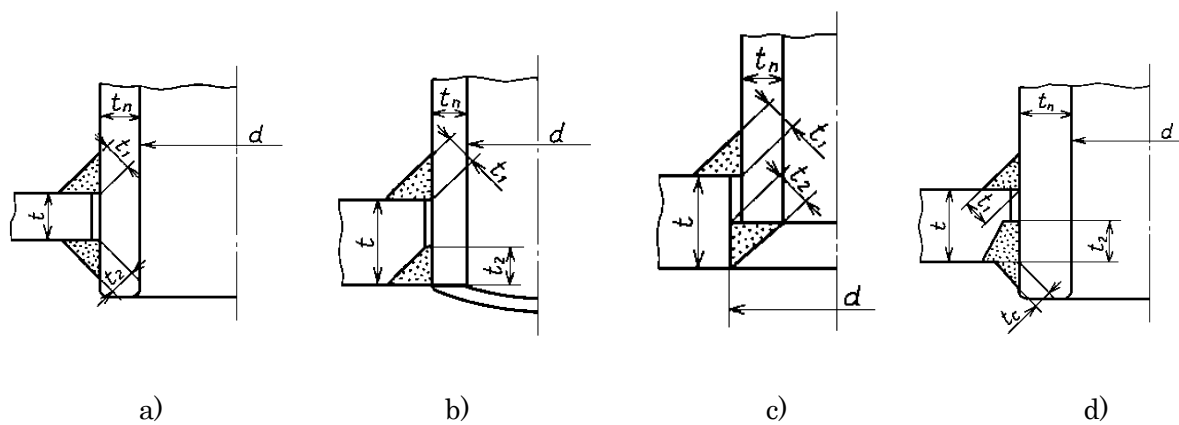 tn d t1 t t2
tn d t1 t t2
tn t1 t2 t d
tn d t1 t t2 tc
a) b) c) d)